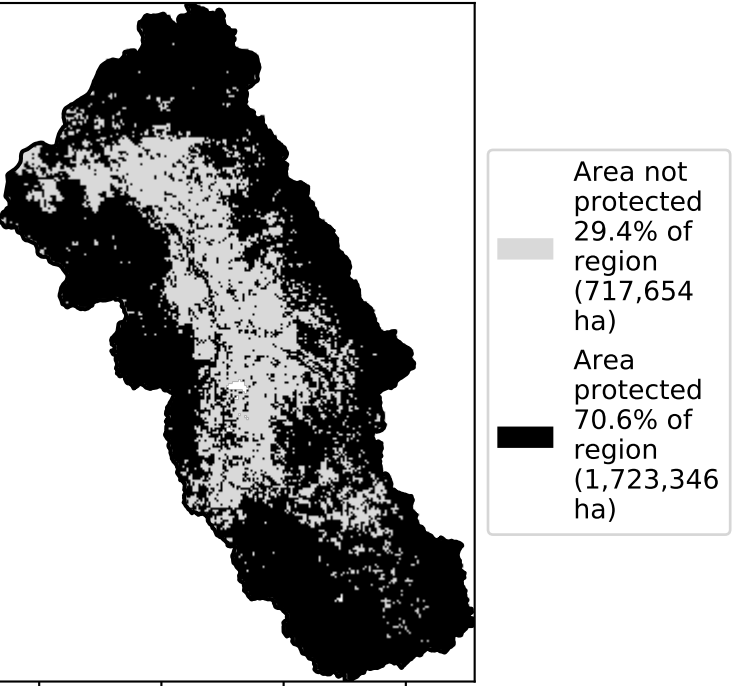 Area not
protected
29.4% of
region
(717,654
ha)
Area
protected
70.6% of
region
(1,723,346
ha)